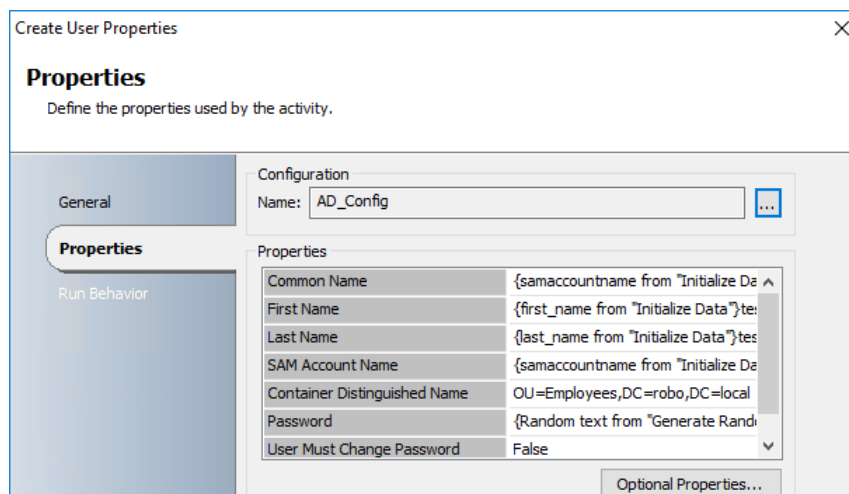 Create User Properties
Properties
Define the properties used by the activity.
General
Properties
Run Behavior
Configuration
Name: AD_Config ...
Properties
Common Name {samaccountname from "Initialize Da
First Name {first_name from "Initialize Data"}tes
Last Name {last_name from "Initialize Data"}tes
SAM Account Name {samaccountname from "Initialize Da
Container Distinguished Name OU=Employees,DC=robo,DC=local
Password {Random text from "Generate Rand
User Must Change Password False
Optional Properties...